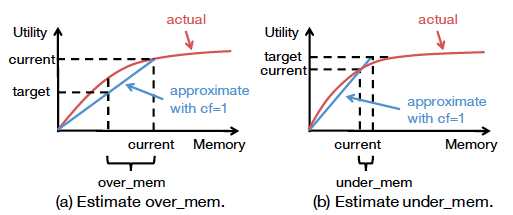 actual
Utility
current
target
approximate
with cf=1
current
Memory
over_mem
(a) Estimate over_mem.
actual
Utility
target
current
approximate
with cf=1
current
Memory
under_mem
(b) Estimate under_mem.